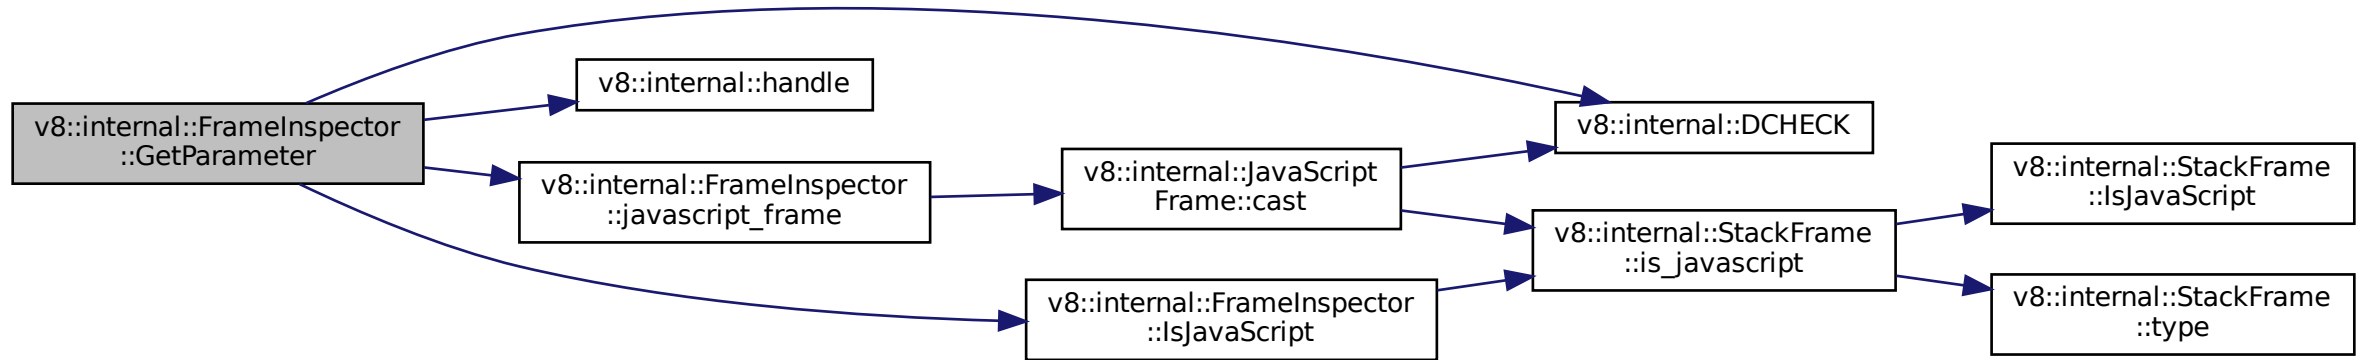 v8::internal::FrameInspector
::GetParameter
v8::internal::handle
v8::internal::FrameInspector
::javascript_frame
v8::internal::JavaScript
Frame::cast
v8::internal::FrameInspector
::IsJavaScript
v8::internal::DCHECK
v8::internal::StackFrame
::is_javascript
v8::internal::StackFrame
::IsJavaScript
v8::internal::StackFrame
::type